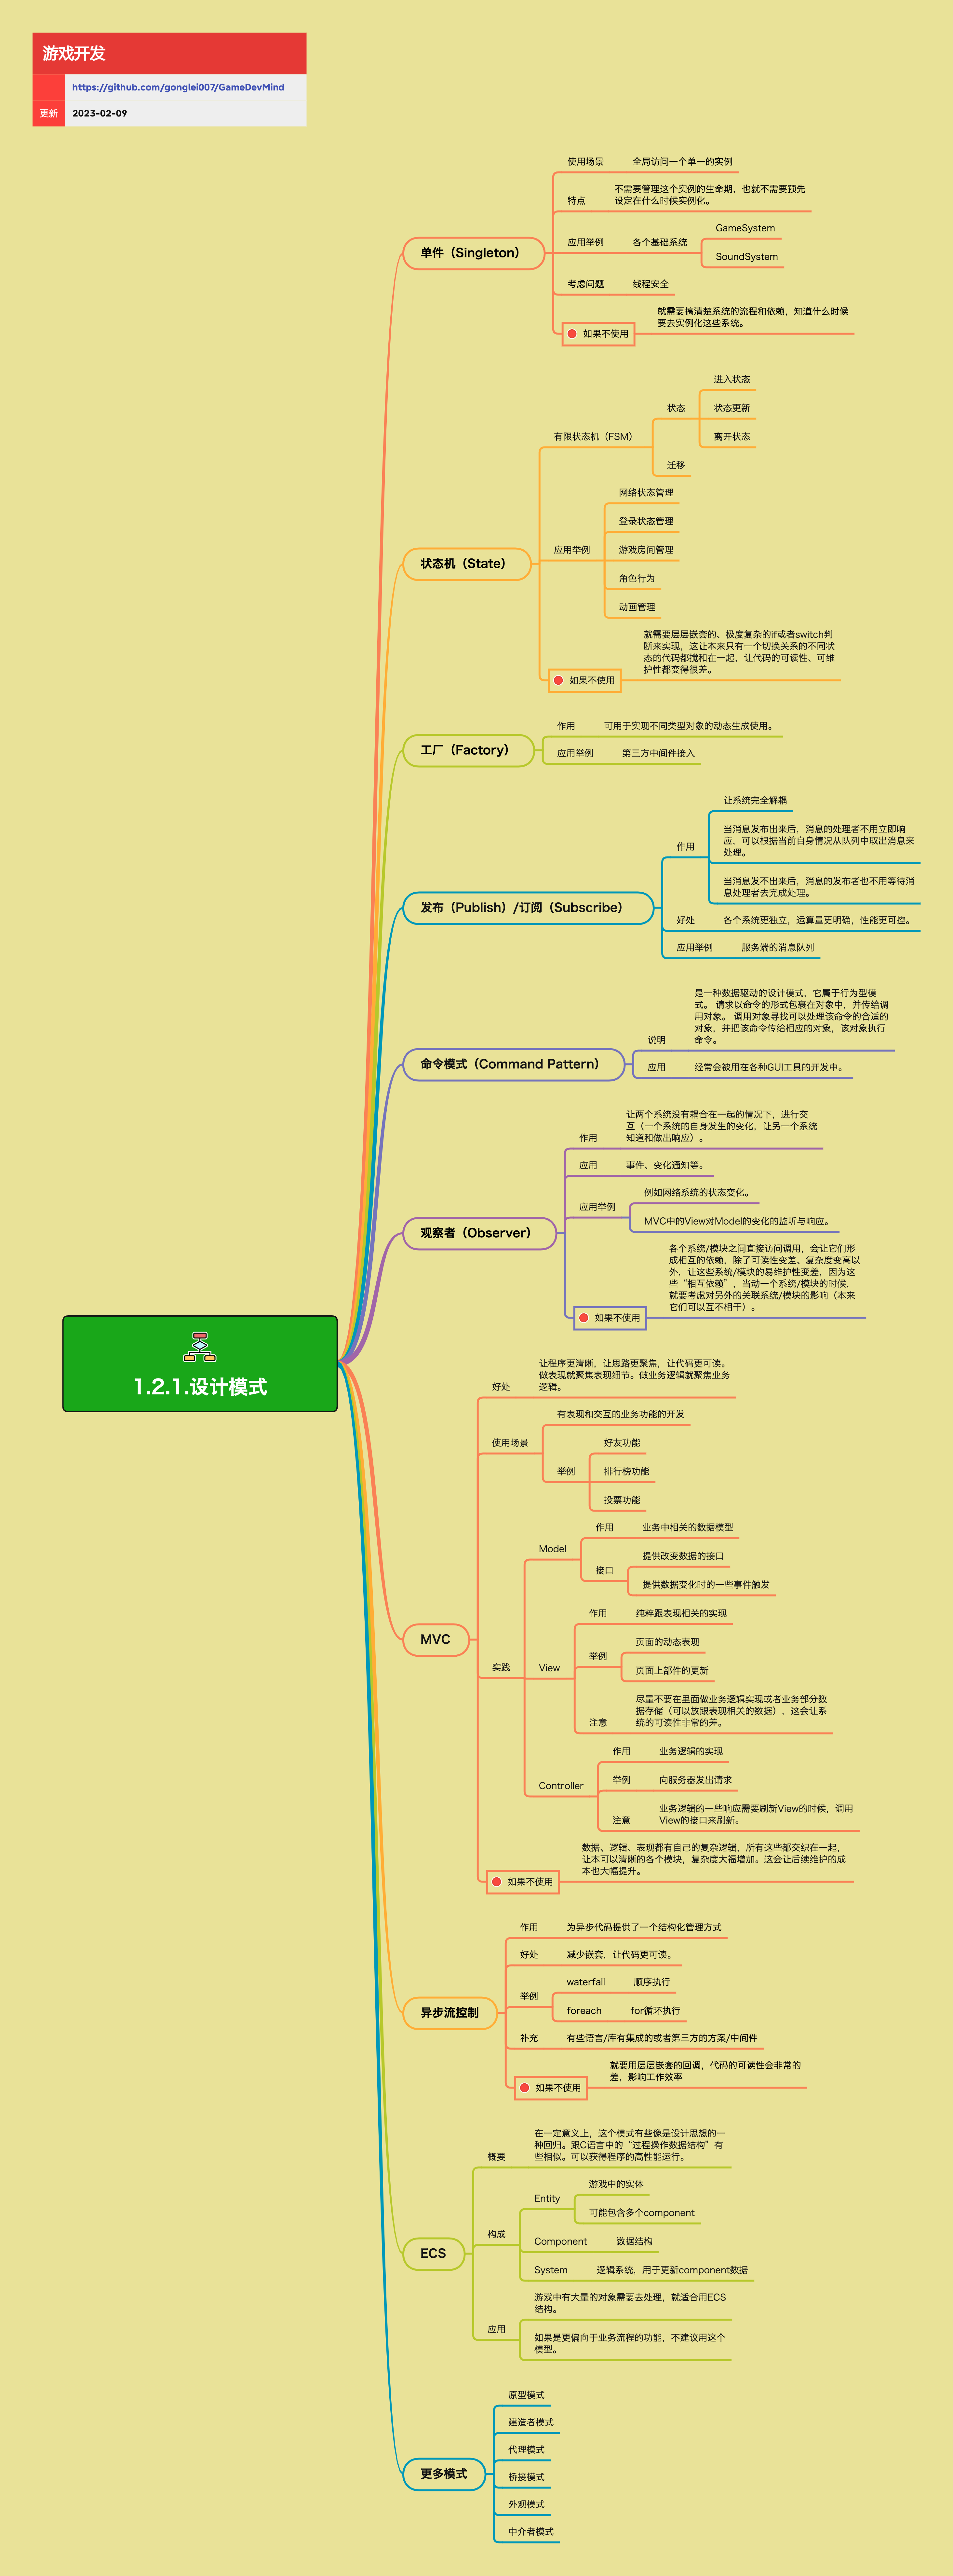 游戏开发
https://github.com/gonglei007/GameDevMind
更新
2023-02-09
1.2.1.设计模式
单件（Singleton）
使用场景
全局访问一个单一的实例
特点
不需要管理这个实例的生命期，也就不需要预先
设定在什么时候实例化。
应用举例
各个基础系统
GameSystem
SoundSystem
考虑问题
线程安全
如果不使用
就需要搞清楚系统的流程和依赖，知道什么时候
要去实例化这些系统。
状态机（State）
有限状态机（FSM）
状态
进入状态
状态更新
离开状态
迁移
应用举例
网络状态管理
登录状态管理
游戏房间管理
角色行为
动画管理
如果不使用
就需要层层嵌套的、极度复杂的if或者switch判
断来实现，这让本来只有一个切换关系的不同状
态的代码都搅和在一起，让代码的可读性、可维
护性都变得很差。
工厂（Factory）
作用
可用于实现不同类型对象的动态生成使用。
应用举例
第三方中间件接入
发布（Publish）/订阅（Subscribe）
作用
让系统完全解耦
当消息发布出来后，消息的处理者不用立即响
应，可以根据当前自身情况从队列中取出消息来
处理。
当消息发不出来后，消息的发布者也不用等待消
息处理者去完成处理。
好处
各个系统更独立，运算量更明确，性能更可控。
应用举例
服务端的消息队列
命令模式（Command Pattern）
说明
是一种数据驱动的设计模式，它属于行为型模
式。 请求以命令的形式包裹在对象中，并传给调
用对象。 调用对象寻找可以处理该命令的合适的
对象，并把该命令传给相应的对象，该对象执行
命令。
应用
经常会被用在各种GUI工具的开发中。
观察者（Observer）
作用
让两个系统没有耦合在一起的情况下，进行交
互（一个系统的自身发生的变化，让另一个系统
知道和做出响应）。
应用
事件、变化通知等。
应用举例
例如网络系统的状态变化。
MVC中的View对Model的变化的监听与响应。
如果不使用
各个系统/模块之间直接访问调用，会让它们形
成相互的依赖，除了可读性变差、复杂度变高以
外，让这些系统/模块的易维护性变差，因为这
些“相互依赖”，当动一个系统/模块的时候，
就要考虑对另外的关联系统/模块的影响（本来
它们可以互不相干）。
MVC
好处
让程序更清晰，让思路更聚焦，让代码更可读。
做表现就聚焦表现细节。做业务逻辑就聚焦业务
逻辑。
使用场景
有表现和交互的业务功能的开发
举例
好友功能
排行榜功能
投票功能
实践
Model
作用
业务中相关的数据模型
接口
提供改变数据的接口
提供数据变化时的一些事件触发
View
作用
纯粹跟表现相关的实现
举例
页面的动态表现
页面上部件的更新
注意
尽量不要在里面做业务逻辑实现或者业务部分数
据存储（可以放跟表现相关的数据），这会让系
统的可读性非常的差。
Controller
作用
业务逻辑的实现
举例
向服务器发出请求
注意
业务逻辑的一些响应需要刷新View的时候，调用
View的接口来刷新。
如果不使用
数据、逻辑、表现都有自己的复杂逻辑，所有这些都交织在一起，
让本可以清晰的各个模块，复杂度大福增加。这会让后续维护的成
本也大幅提升。
异步流控制
作用
为异步代码提供了一个结构化管理方式
好处
减少嵌套，让代码更可读。
举例
waterfall
顺序执行
foreach
for循环执行
补充
有些语言/库有集成的或者第三方的方案/中间件
如果不使用
就要用层层嵌套的回调，代码的可读性会非常的
差，影响工作效率
ECS
概要
在一定意义上，这个模式有些像是设计思想的一
种回归。跟C语言中的“过程操作数据结构”有
些相似。可以获得程序的高性能运行。
构成
Entity
游戏中的实体
可能包含多个component
Component
数据结构
System
逻辑系统，用于更新component数据
应用
游戏中有大量的对象需要去处理，就适合用ECS
结构。
如果是更偏向于业务流程的功能，不建议用这个
模型。
更多模式
原型模式
建造者模式
代理模式
桥接模式
外观模式
中介者模式